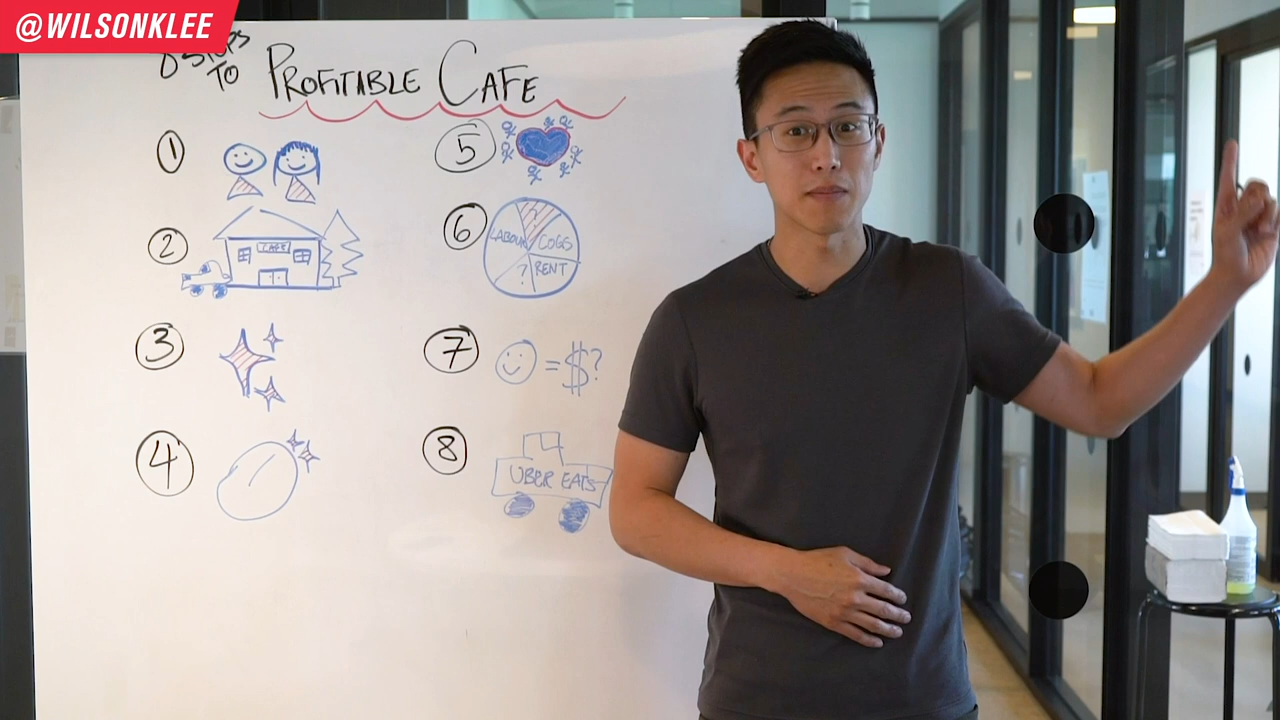 @WILSONKLEE
8 STEPS
TO
PROFITABLE CAFE
1
2
CAFE
3
4
5
6
LABOUR
COGS
?
RENT
7
= $?
8
UBER EATS